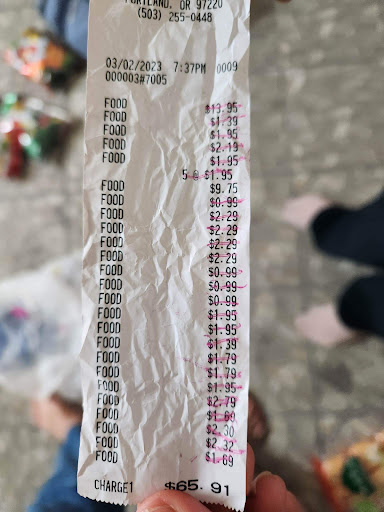 PORTLAND, OR 97220
(503) 255-0448
03/02/2023 7:37PM 0009
000003#7005
FOOD $13.95
FOOD $1.39
FOOD $1.95
FOOD $2.19
FOOD $1.95
5 @ $1.95
FOOD $9.75
FOOD $0.99
FOOD $2.29
FOOD $2.29
FOOD $2.29
FOOD $2.29
FOOD $0.99
FOOD $0.99
FOOD $0.99
FOOD $1.95
FOOD $1.95
FOOD $1.39
FOOD $1.79
FOOD $1.79
FOOD $1.95
FOOD $2.79
FOOD $1.69
FOOD $2.30
FOOD $2.32
FOOD $1.69
CHARGE1 $65.91